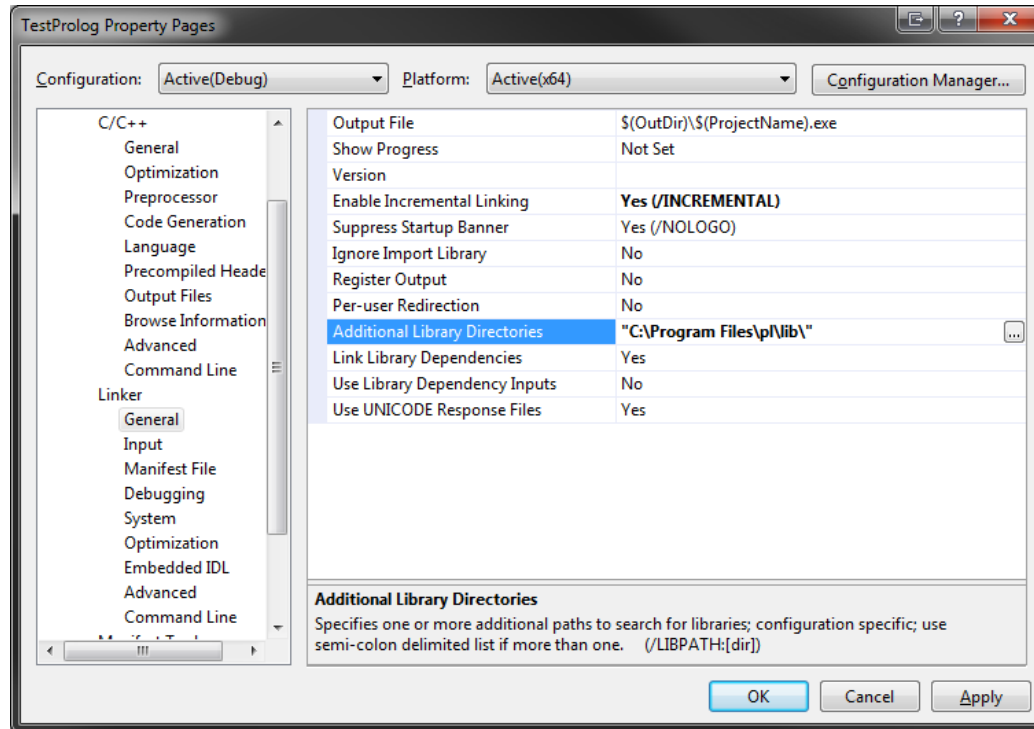 TestProlog Property Pages
Configuration: Active(Debug) Platform: Active(x64) Configuration Manager...
C/C++
General
Optimization
Preprocessor
Code Generation
Language
Precompiled Heade
Output Files
Browse Information
Advanced
Command Line
Linker
General
Input
Manifest File
Debugging
System
Optimization
Embedded IDL
Advanced
Command Line
Output File $(OutDir)\$(ProjectName).exe
Show Progress Not Set
Version
Enable Incremental Linking Yes (/INCREMENTAL)
Suppress Startup Banner Yes (/NOLOGO)
Ignore Import Library No
Register Output No
Per-user Redirection No
Additional Library Directories "C:\Program Files\pl\lib\" ...
Link Library Dependencies Yes
Use Library Dependency Inputs No
Use UNICODE Response Files Yes
Additional Library Directories
Specifies one or more additional paths to search for libraries; configuration specific; use
semi-colon delimited list if more than one. (/LIBPATH:[dir])
OK Cancel Apply